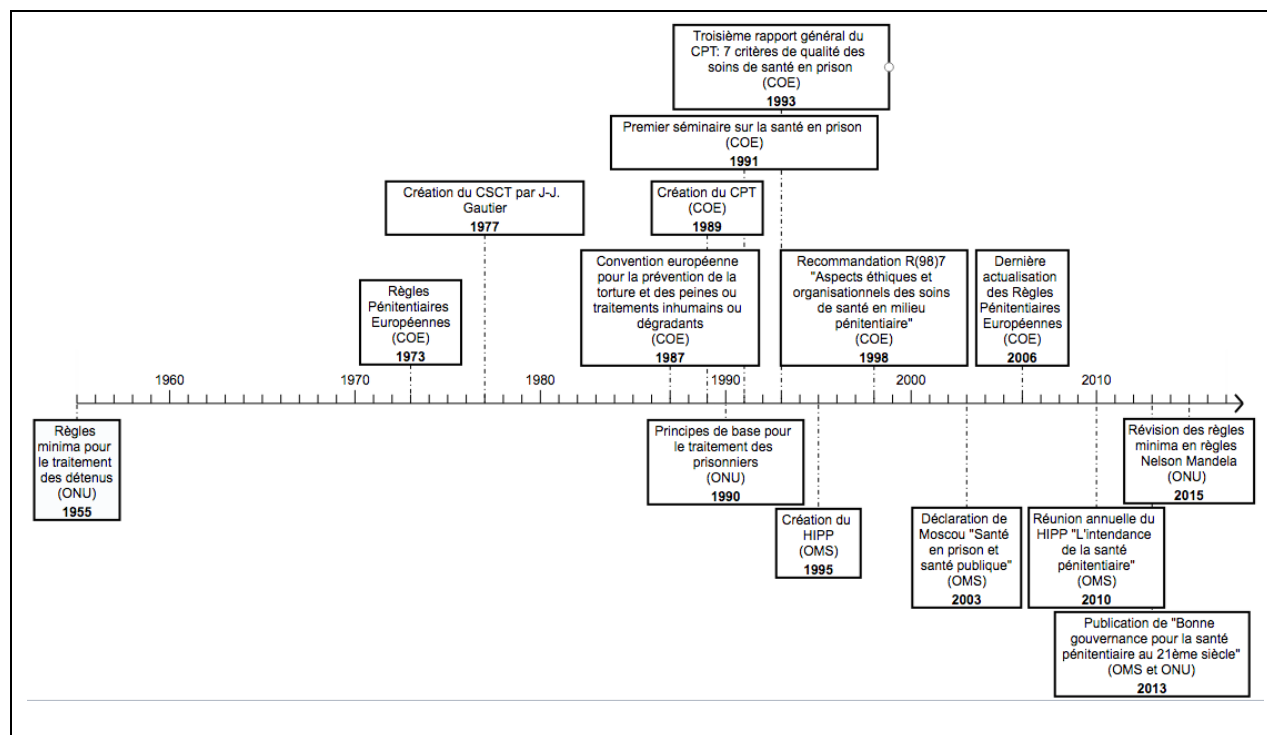 Troisième rapport général du
CPT: 7 critères de qualité des
soins de santé en prison
(COE)
1993
Premier séminaire sur la santé en prison
(COE)
1991
Création du CSCT par J-J.
Gautier
1977
Création du CPT
(COE)
1989
Règles
Pénitentiaires
Européennes
(COE)
1973
Convention européenne
pour la prévention de la
torture et des peines ou
traitements inhumains ou
dégradants
(COE)
1987
Recommandation R(98)7
"Aspects éthiques et
organisationnels des soins
de santé en milieu
pénitentiaire"
(COE)
1998
Dernière
actualisation
des Règles
Pénitentiaires
Européennes
(COE)
2006
1960 1970 1980 1990 2000 2010
Règles
minima pour
le traitement
des détenus
(ONU)
1955
Principes de base pour
le traitement des
prisonniers
(ONU)
1990
Révision des règles
minima en règles
Nelson Mandela
(ONU)
2015
Création du
HIPP
(OMS)
1995
Déclaration de
Moscou "Santé
en prison et
santé publique"
(OMS)
2003
Réunion annuelle du
HIPP "L'intendance
de la santé
pénitentiaire"
(OMS)
2010
Publication de "Bonne
gouvernance pour la santé
pénitentiaire au 21ème siècle"
(OMS et ONU)
2013